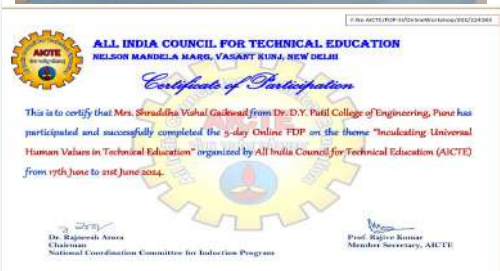 ALL INDIA COUNCIL FOR TECHNICAL EDUCATION
NELSON MANDELA MARG, VASANT KUNJ, NEW DELHI
AICTE
Certificate of Participation
This is to certify that Mrs. Shraddha Vishal Gaikwad from Dr. D.Y. Patil College of Engineering, Pune has
participated and successfully completed the 5-day Online FDP on the theme "Inculcating Universal
Human Values in Technical Education" organized by All India Council for Technical Education (AICTE)
from 17th June to 21st June 2024.
Dr. Rajneesh Arora
Chairman
National Coordination Committee for Induction Program
Prof. Rajive Kumar
Member Secretary, AICTE